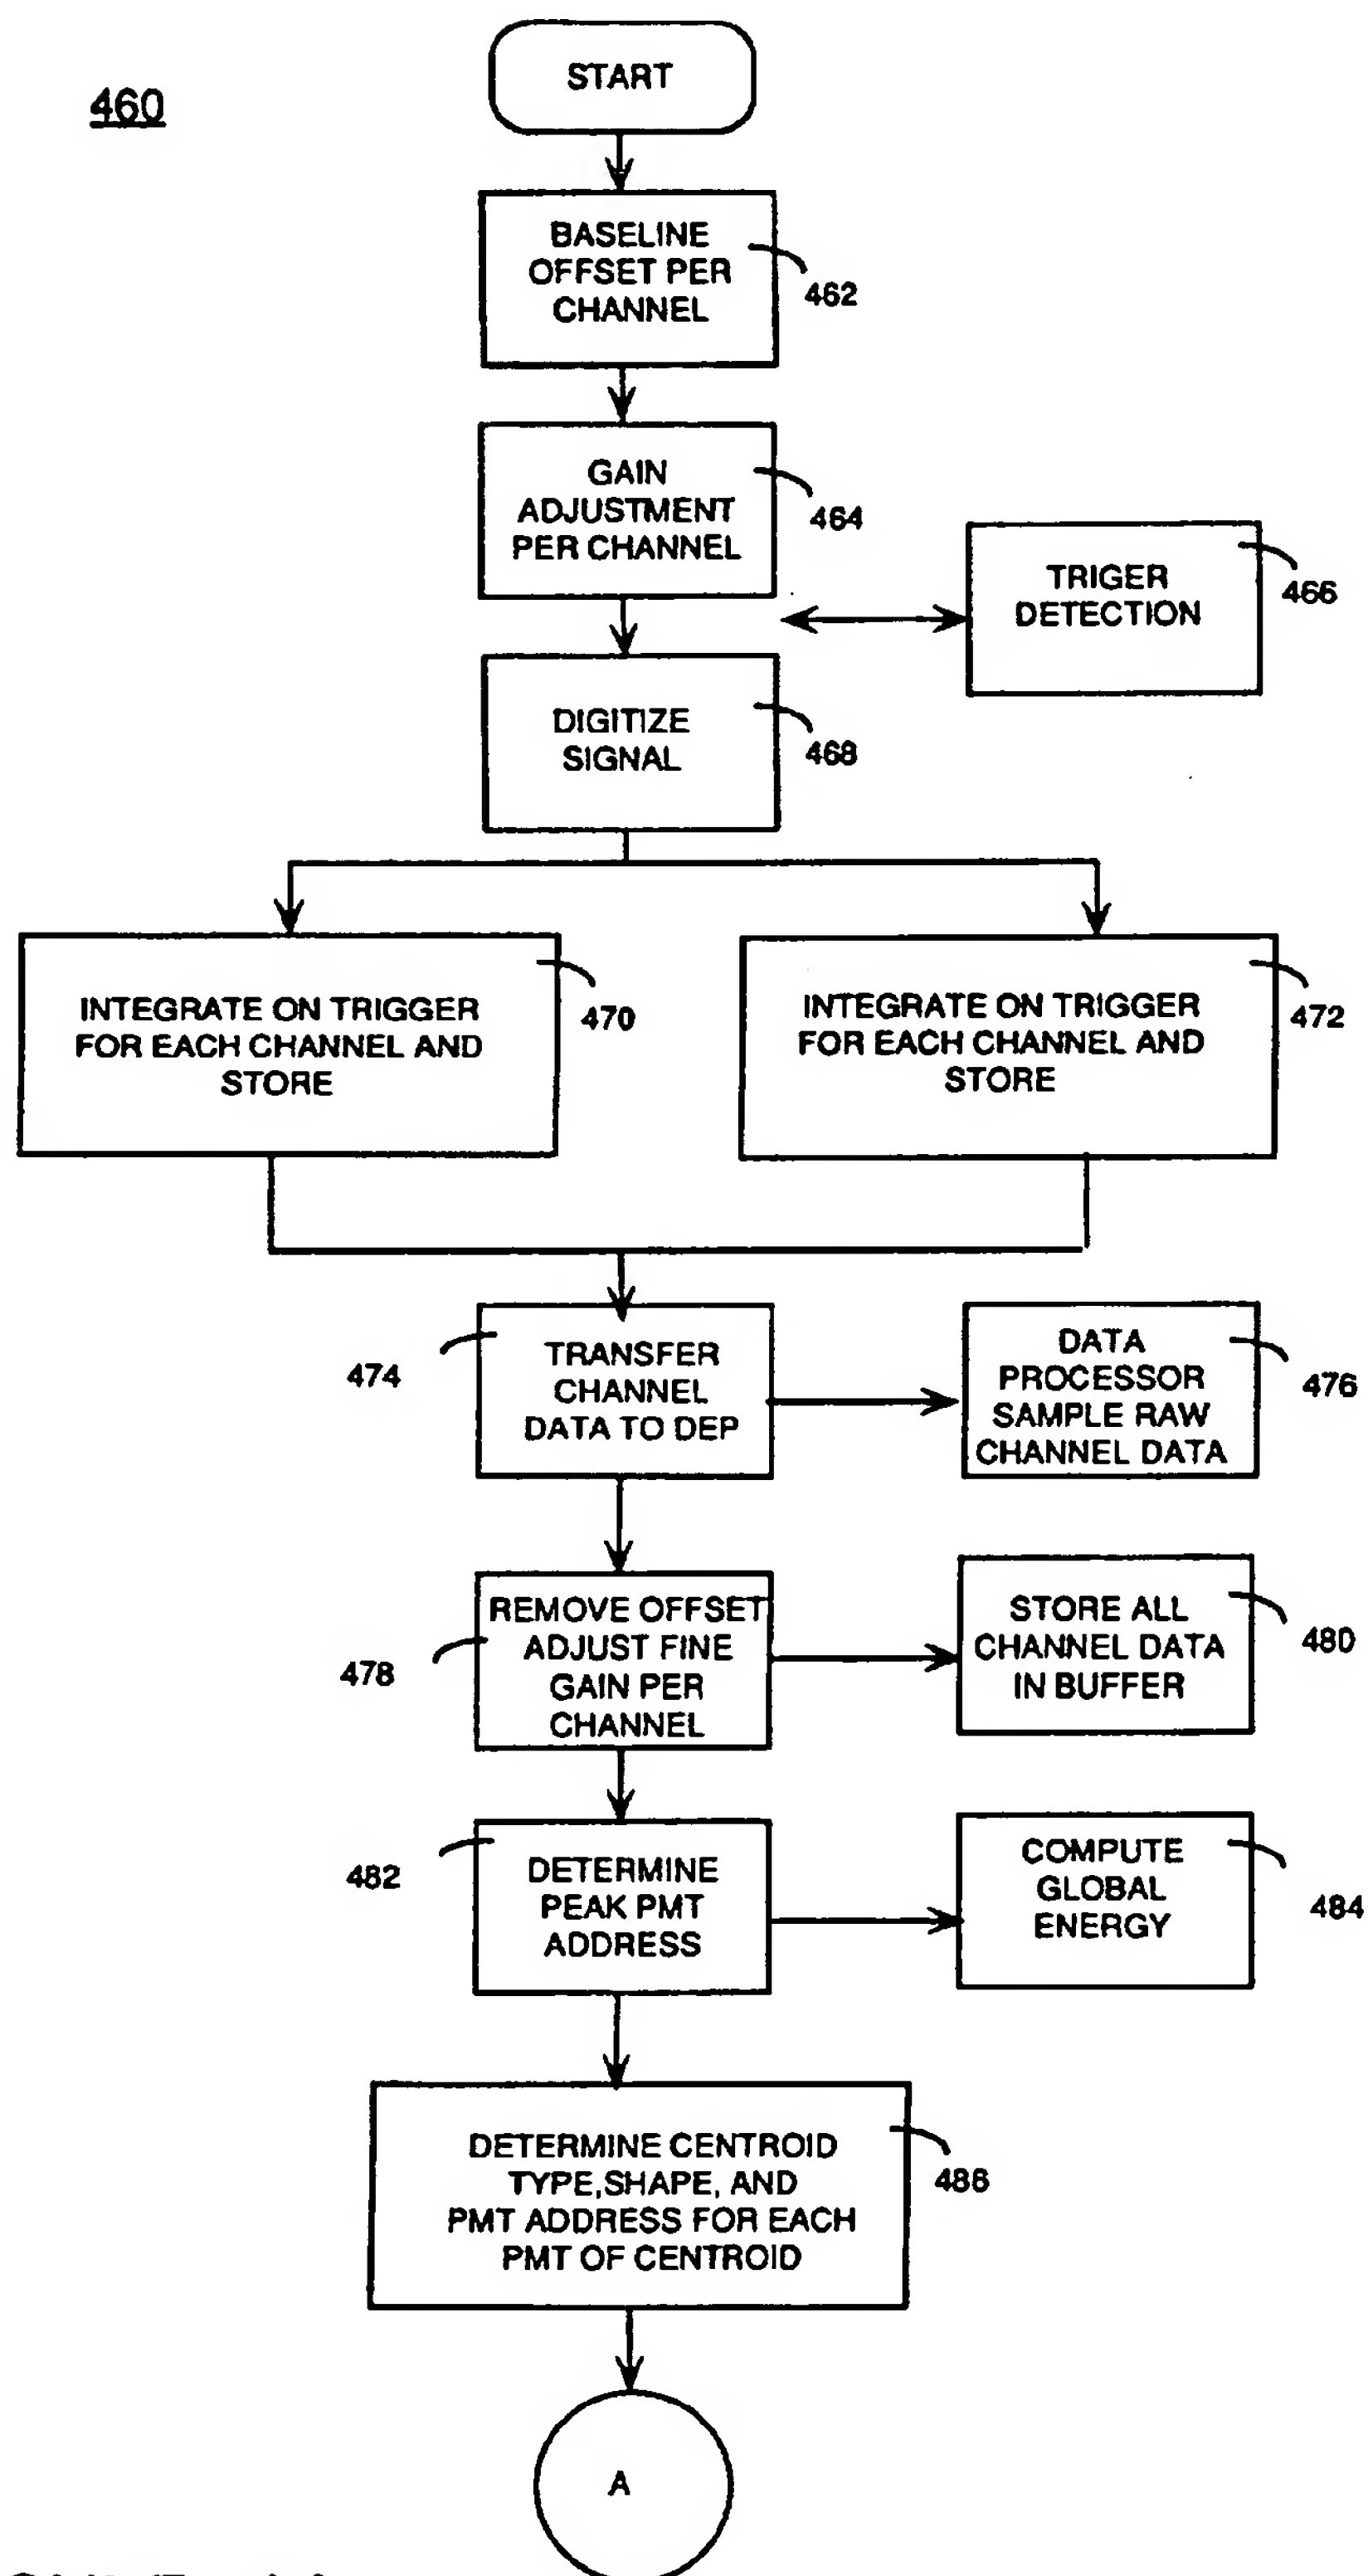 460
START
BASELINE
OFFSET PER
CHANNEL
462
GAIN
ADJUSTMENT
PER CHANNEL
464
TRIGER
DETECTION
466
DIGITIZE
SIGNAL
468
INTEGRATE ON TRIGGER
FOR EACH CHANNEL AND
STORE
470
INTEGRATE ON TRIGGER
FOR EACH CHANNEL AND
STORE
472
474
TRANSFER
CHANNEL
DATA TO DEP
DATA
PROCESSOR
SAMPLE RAW
CHANNEL DATA
476
478
REMOVE OFFSET
ADJUST FINE
GAIN PER
CHANNEL
STORE ALL
CHANNEL DATA
IN BUFFER
480
482
DETERMINE
PEAK PMT
ADDRESS
COMPUTE
GLOBAL
ENERGY
484
DETERMINE CENTROID
TYPE,SHAPE, AND
PMT ADDRESS FOR EACH
PMT OF CENTROID
486
A